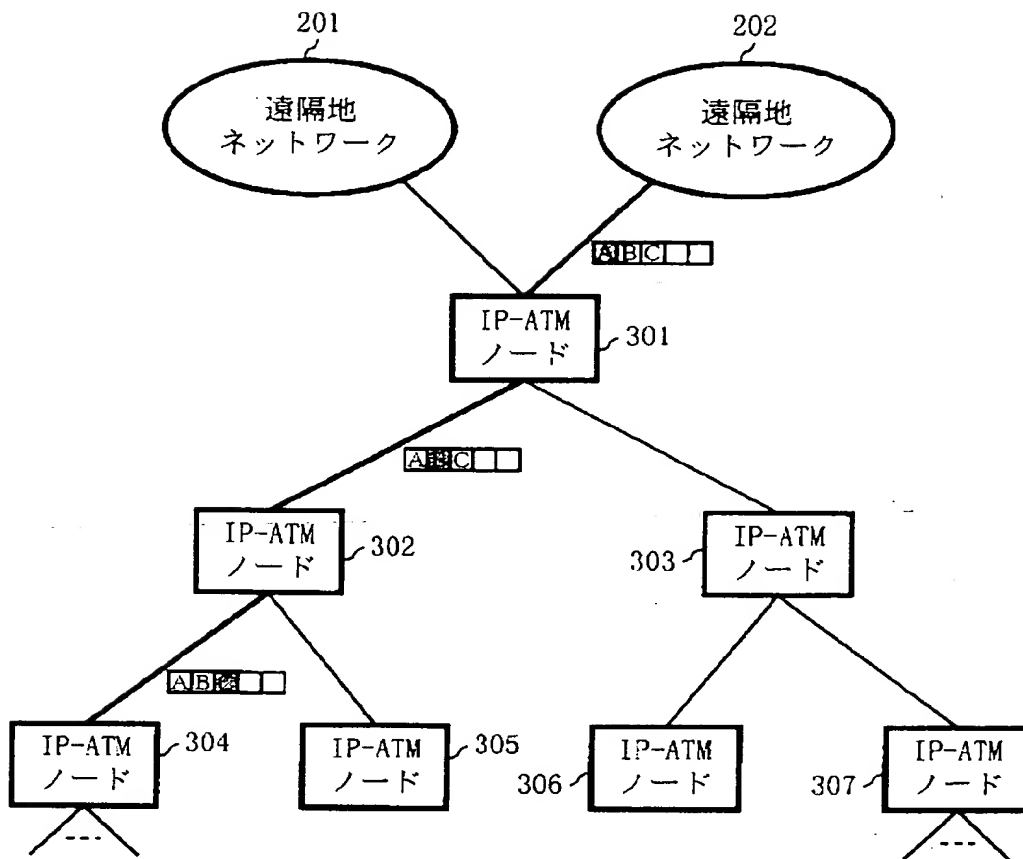 201
202
遠隔地
ネットワーク
遠隔地
ネットワーク
A B C
IP-ATM
ノード
301
A B C
IP-ATM
ノード
302
303
IP-ATM
ノード
A B C
IP-ATM
ノード
304
IP-ATM
ノード
305
306
IP-ATM
ノード
307
IP-ATM
ノード